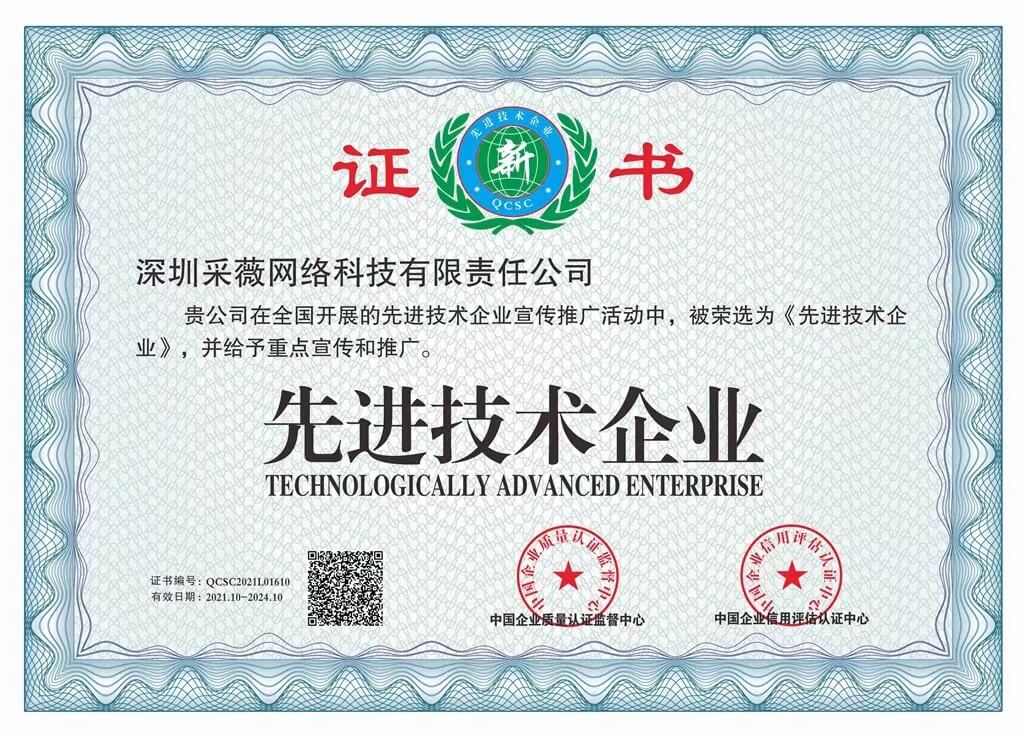 证 书
先进技术企业
新
QCSC
深圳采薇网络科技有限责任公司
贵公司在全国开展的先进技术企业宣传推广活动中，被荣选为《先进技术企
业》，并给予重点宣传和推广。
先进技术企业
TECHNOLOGICALLY ADVANCED ENTERPRISE
证书编号：QCSC2021L01610
有效日期：2021.10-2024.10
中国企业质量认证监督中心
中国企业质量认证监督中心
中国企业信用评估认证中心
中国企业信用评估认证中心